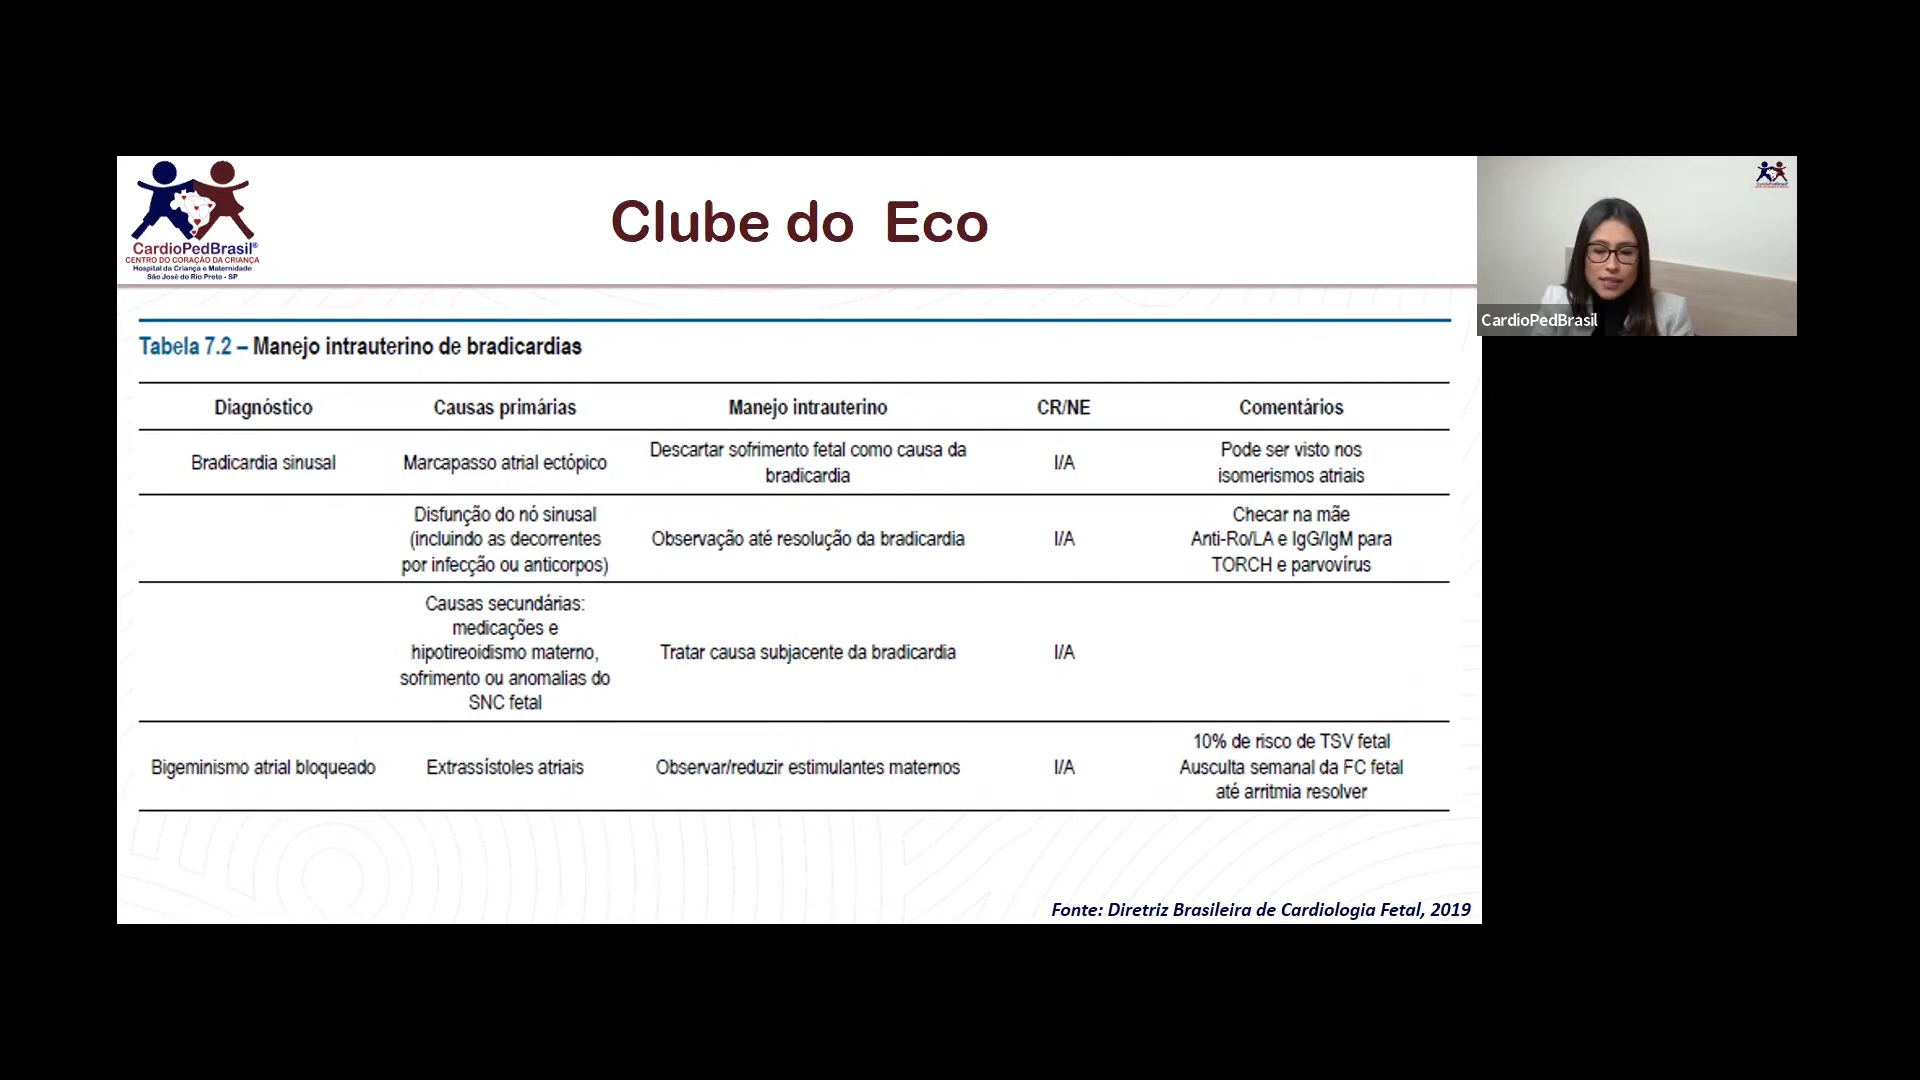 Clube do Eco
CardioPedBrasil®
CENTRO DO CORAÇÃO DA CRIANÇA
Hospital da Criança e Maternidade
São José do Rio Preto - SP
CardioPedBrasil
Tabela 7.2 – Manejo intrauterino de bradicardias
Diagnóstico Causas primárias Manejo intrauterino CR/NE Comentários
Bradicardia sinusal
Marcapasso atrial ectópico
Descartar sofrimento fetal como causa da
bradicardia
I/A
Pode ser visto nos
isomerismos atriais
Disfunção do nó sinusal
(incluindo as decorrentes
por infecção ou anticorpos)
Observação até resolução da bradicardia
I/A
Checar na mãe
Anti-Ro/LA e IgG/IgM para
TORCH e parvovírus
Causas secundárias:
medicações e
hipotireoidismo materno,
sofrimento ou anomalias do
SNC fetal
Tratar causa subjacente da bradicardia
I/A
Bigeminismo atrial bloqueado
Extrassístoles atriais
Observar/reduzir estimulantes maternos
I/A
10% de risco de TSV fetal
Ausculta semanal da FC fetal
até arritmia resolver
Fonte: Diretriz Brasileira de Cardiologia Fetal, 2019